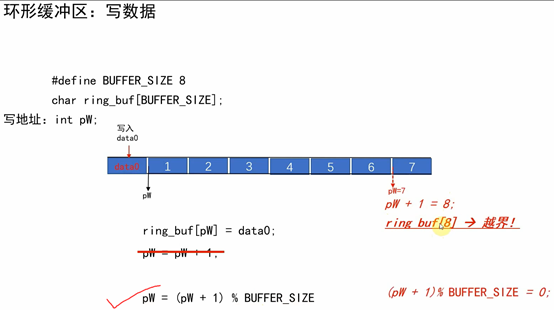 环形缓冲区：写数据
#define BUFFER_SIZE 8
char ring_buf[BUFFER_SIZE];
写地址：int pW;
写入
data0
data0 1 2 3 4 5 6 7
pW
pW=7
pW + 1 = 8;
ring_buf[8] → 越界！
ring_buf[pW] = data0;
pW = pW + 1;
pW = (pW + 1) % BUFFER_SIZE
(pW + 1)% BUFFER_SIZE = 0;